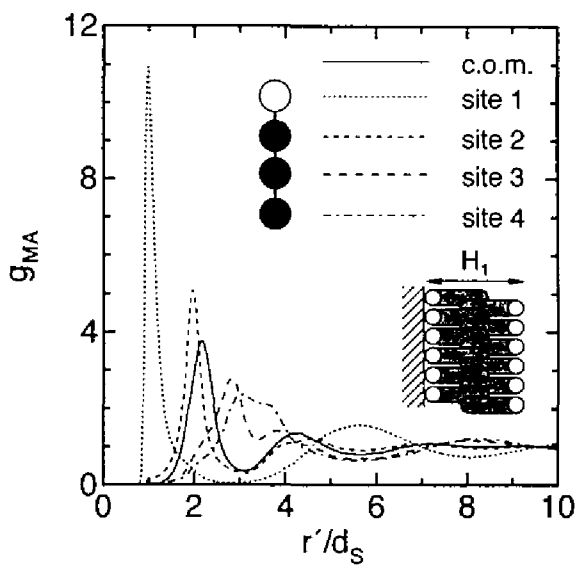 12
8
4
0
g_MA
c.o.m.
site 1
site 2
site 3
site 4
H_1
0 2 4 6 8 10
r′/d_S